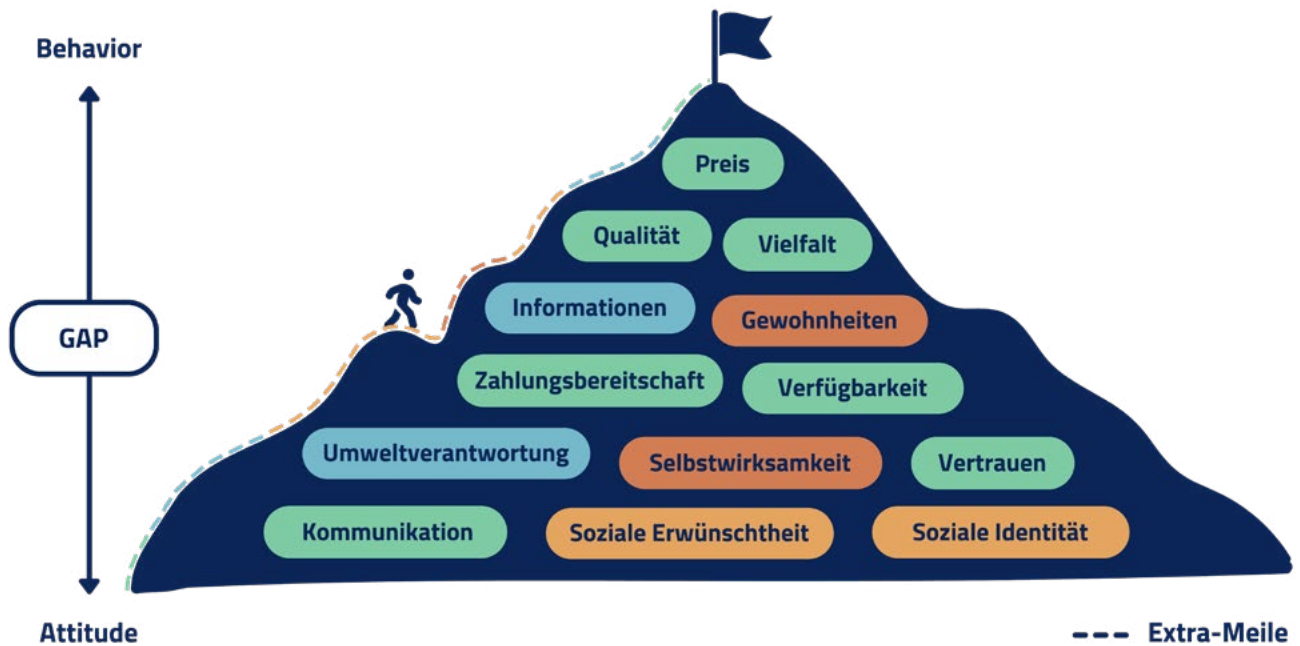 Behavior
GAP
Attitude
Preis
Qualität
Vielfalt
Informationen
Gewohnheiten
Zahlungsbereitschaft
Verfügbarkeit
Umweltverantwortung
Selbstwirksamkeit
Vertrauen
Kommunikation
Soziale Erwünschtheit
Soziale Identität
Extra-Meile